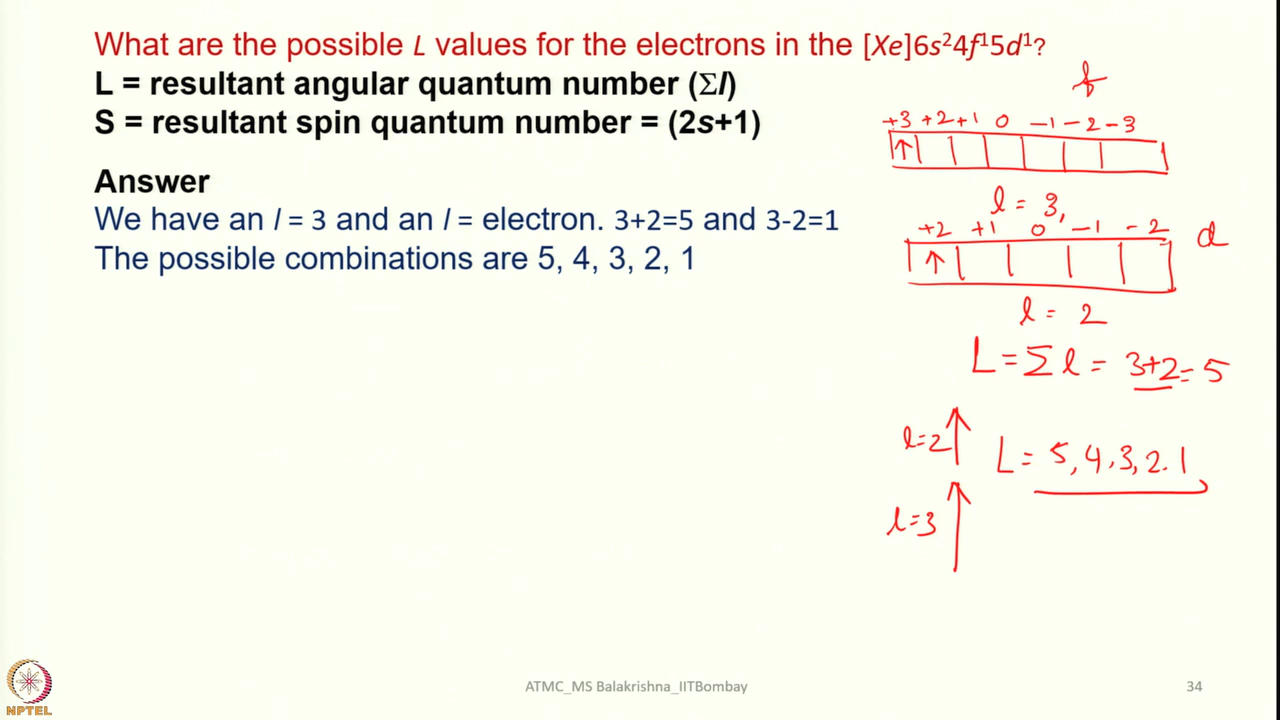 What are the possible L values for the electrons in the [Xe]6s²4f¹5d¹?
L = resultant angular quantum number (Σl)
S = resultant spin quantum number = (2s+1)
Answer
We have an l = 3 and an l = electron. 3+2=5 and 3-2=1
The possible combinations are 5, 4, 3, 2, 1
f
+3 +2 +1 0 -1 -2 -3
l = 3,
+2 +1 0 -1 -2 d
l = 2
L = Σ l = 3+2 = 5
l=2
L = 5, 4, 3, 2. 1
l=3
NPTEL
ATMC_MS Balakrishna_IITBombay
34